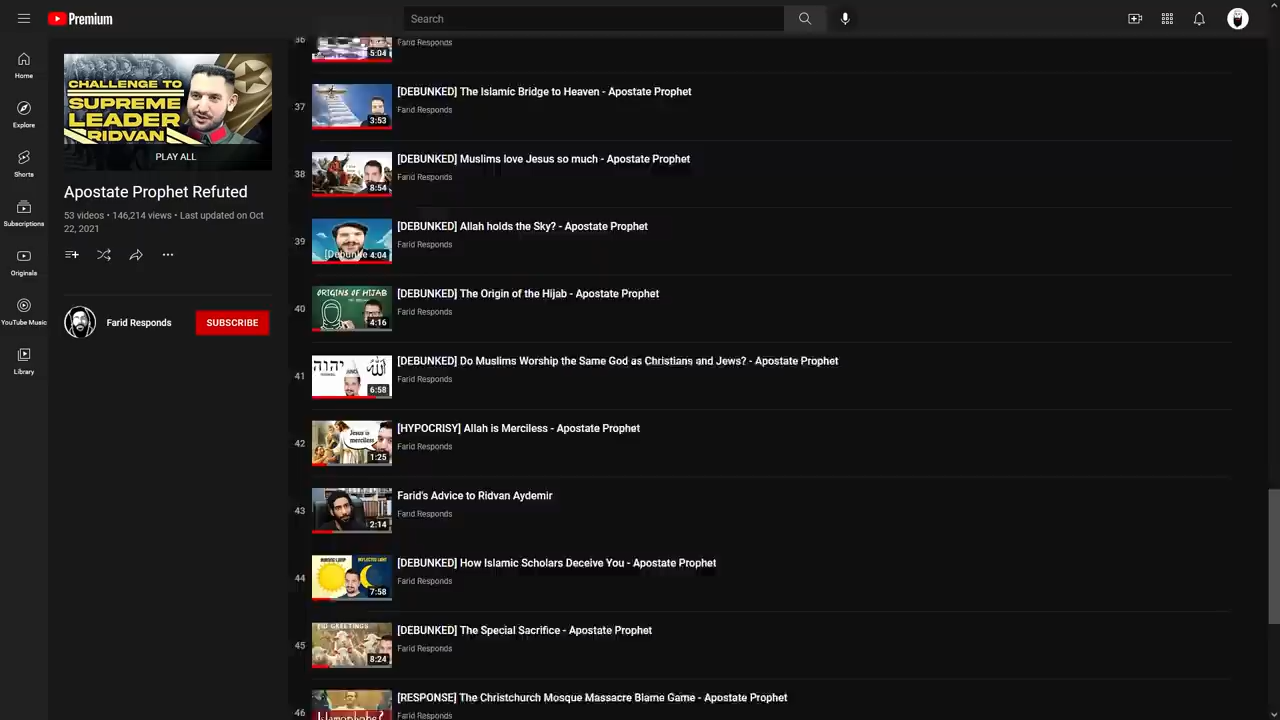 Premium
Search
Home
Explore
Shorts
Subscriptions
Originals
YouTube Music
Library
CHALLENGE TO
SUPREME
LEADER
RIDVAN
PLAY ALL
Apostate Prophet Refuted
53 videos • 146,214 views • Last updated on Oct
22, 2021
Farid Responds
SUBSCRIBE
36
5:04
Farid Responds
37
3:53
[DEBUNKED] The Islamic Bridge to Heaven - Apostate Prophet
Farid Responds
38
8:54
[DEBUNKED] Muslims love Jesus so much - Apostate Prophet
Farid Responds
39
[Debunke
4:04
[DEBUNKED] Allah holds the Sky? - Apostate Prophet
Farid Responds
40
ORIGINS OF HIJAB
4:16
[DEBUNKED] The Origin of the Hijab - Apostate Prophet
Farid Responds
41
יהוה
الله
6:58
[DEBUNKED] Do Muslims Worship the Same God as Christians and Jews? - Apostate Prophet
Farid Responds
42
Jesus is
merciless
1:25
[HYPOCRISY] Allah is Merciless - Apostate Prophet
Farid Responds
43
2:14
Farid's Advice to Ridvan Aydemir
Farid Responds
44
BURNING LAMP
REFLECTED LIGHT
7:58
[DEBUNKED] How Islamic Scholars Deceive You - Apostate Prophet
Farid Responds
45
EID GREETINGS
8:24
[DEBUNKED] The Special Sacrifice - Apostate Prophet
Farid Responds
46
Islamophobe?
[RESPONSE] The Christchurch Mosque Massacre Blame Game - Apostate Prophet
Farid Responds